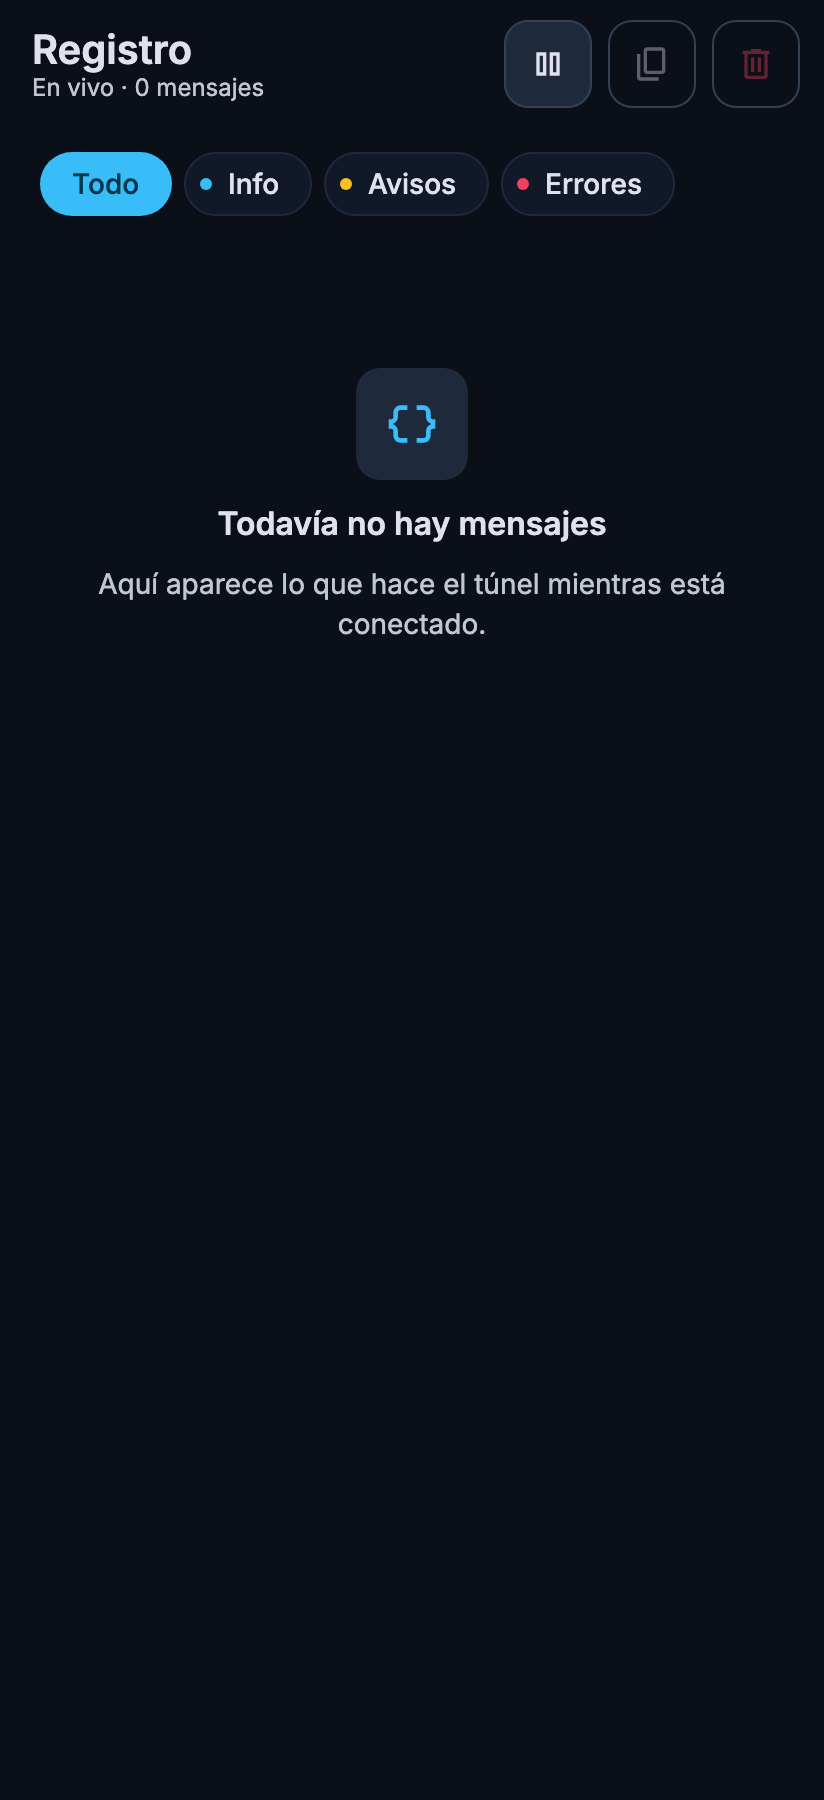 Registro
En vivo · 0 mensajes
Todo
Info
Avisos
Errores
Todavía no hay mensajes
Aquí aparece lo que hace el túnel mientras está
conectado.